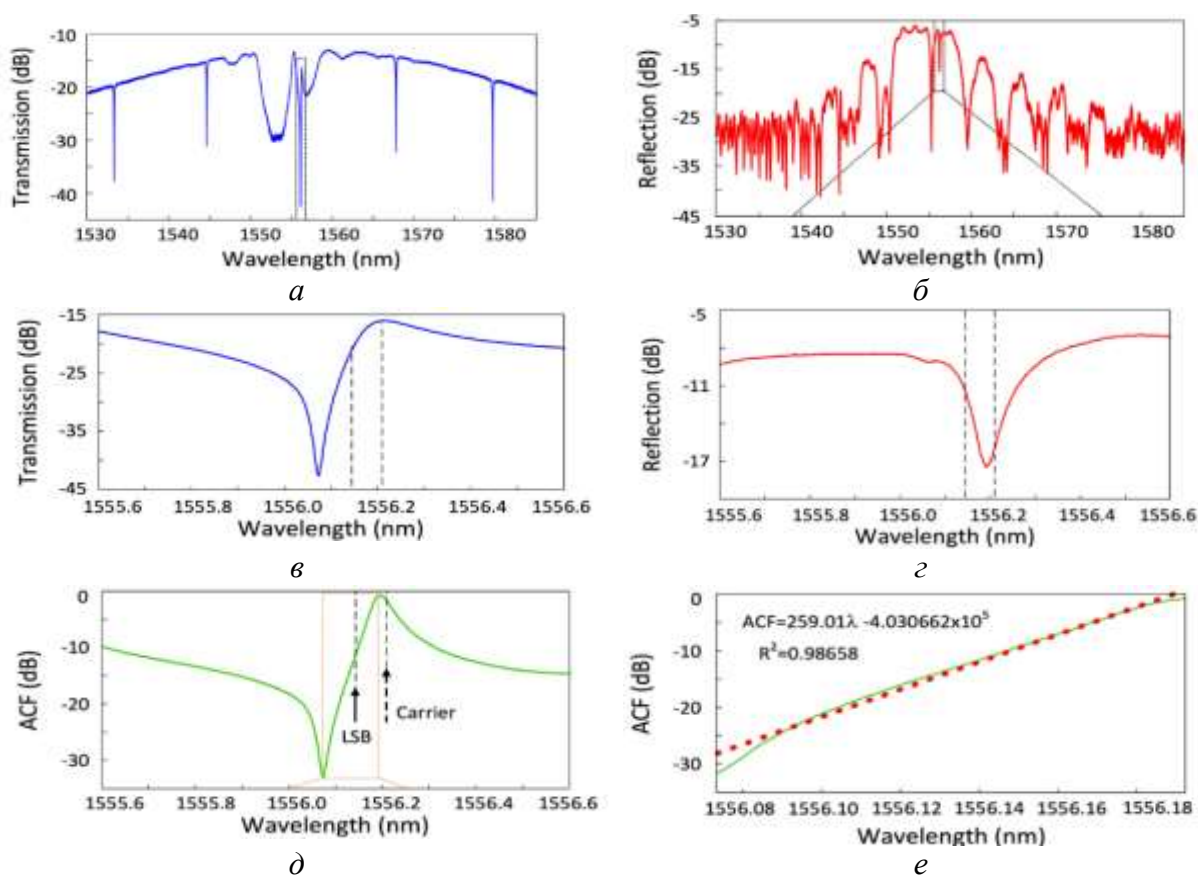 -10
-20
-30
-40
Transmission (dB)
1530 1540 1550 1560 1570 1580
Wavelength (nm)
а
-5
-15
-25
-35
-45
Reflection (dB)
1530 1540 1550 1560 1570 1580
Wavelength (nm)
б
-15
-25
-35
-45
Transmission (dB)
1555.6 1555.8 1556.0 1556.2 1556.4 1556.6
Wavelength (nm)
в
-5
-11
-17
Reflection (dB)
1555.6 1555.8 1556.0 1556.2 1556.4 1556.6
Wavelength (nm)
г
0
-10
-20
-30
ACF (dB)
LSB
Carrier
1555.6 1555.8 1556.0 1556.2 1556.4 1556.6
Wavelength (nm)
д
0
-10
-20
-30
ACF (dB)
ACF=259.01λ -4.030662x10⁵
R²=0.98658
1556.08 1556.10 1556.12 1556.14 1556.16 1556.18
Wavelength (nm)
е